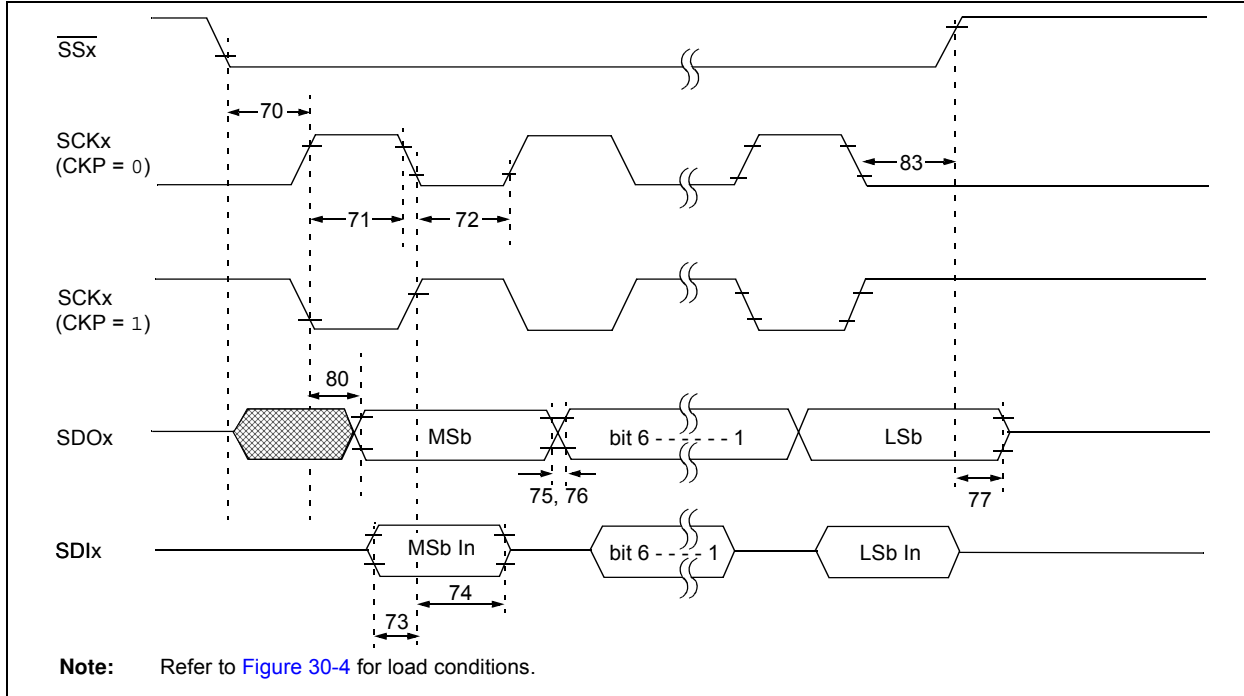 SSx
70
SCKx
(CKP = 0)
83
71
72
SCKx
(CKP = 1)
80
SDOx
MSb
bit 6 - - - - - - 1
LSb
75, 76
77
SDIx
MSb In
bit 6 - - - - 1
LSb In
74
73
Note: Refer to Figure 30-4 for load conditions.